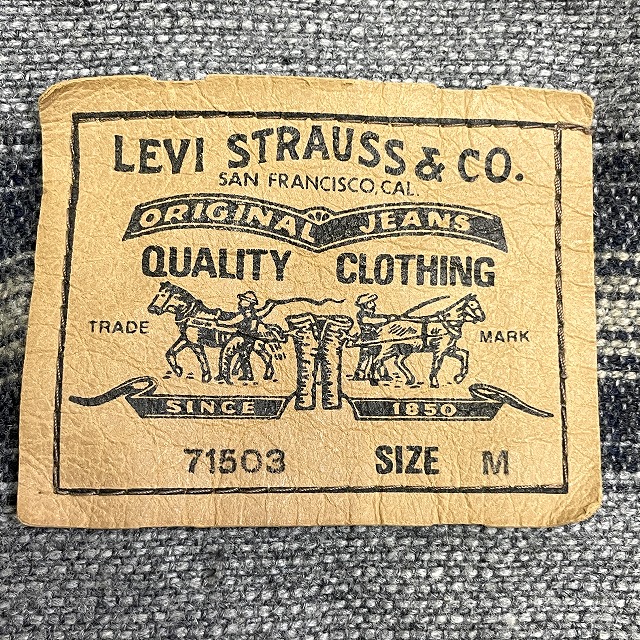 LEVI STRAUSS & CO.
SAN FRANCISCO, CAL.
ORIGINAL JEANS
QUALITY CLOTHING
TRADE MARK
SINCE 1850
71503 SIZE M